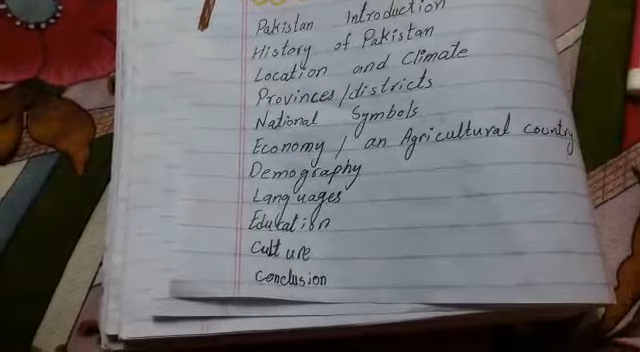 Pakistan Introduction
History of Pakistan
Location and Climate
Provinces/districts
National Symbols
Economy / an Agricultural country
Demography
Languages
Education
Culture
Conclusion